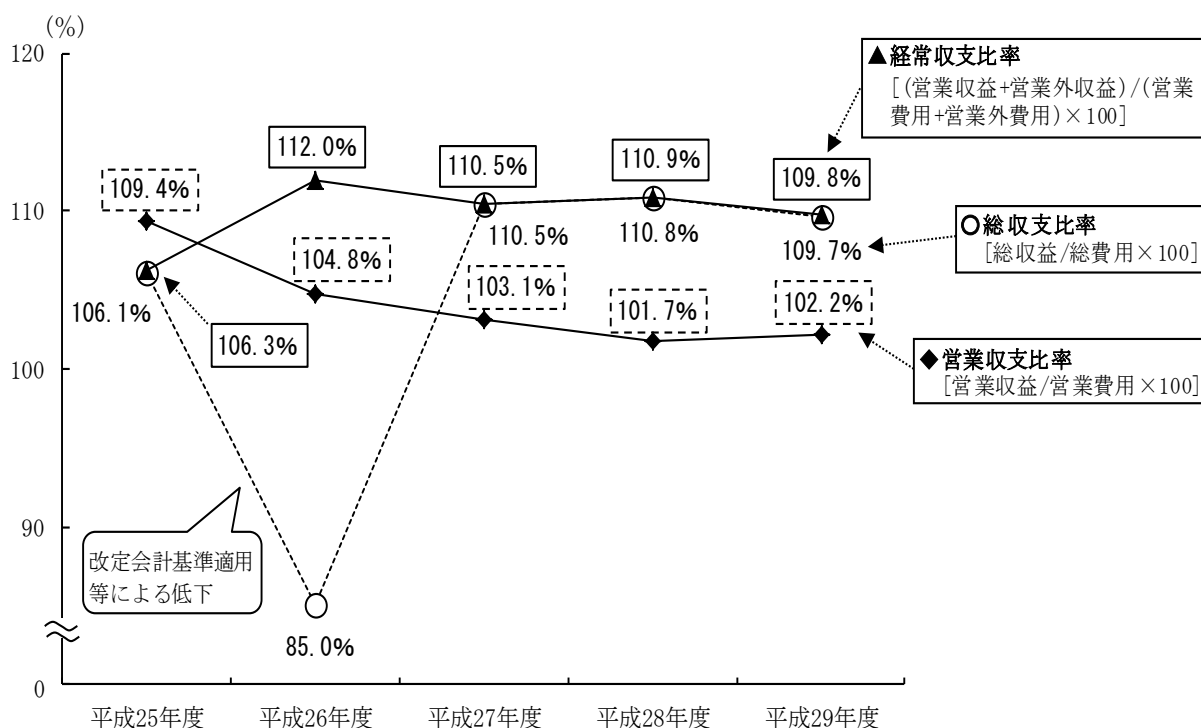 (%)
120
110
100
90
0
▲経常収支比率
[(営業収益+営業外収益)/(営業
費用+営業外費用)×100]
112.0%
110.5%
110.9%
109.8%
109.4%
○総収支比率
[総収益/総費用×100]
110.5%
110.8%
109.7%
104.8%
103.1%
101.7%
102.2%
106.1%
106.3%
◆営業収支比率
[営業収益/営業費用×100]
改定会計基準適用
等による低下
85.0%
平成25年度 平成26年度 平成27年度 平成28年度 平成29年度